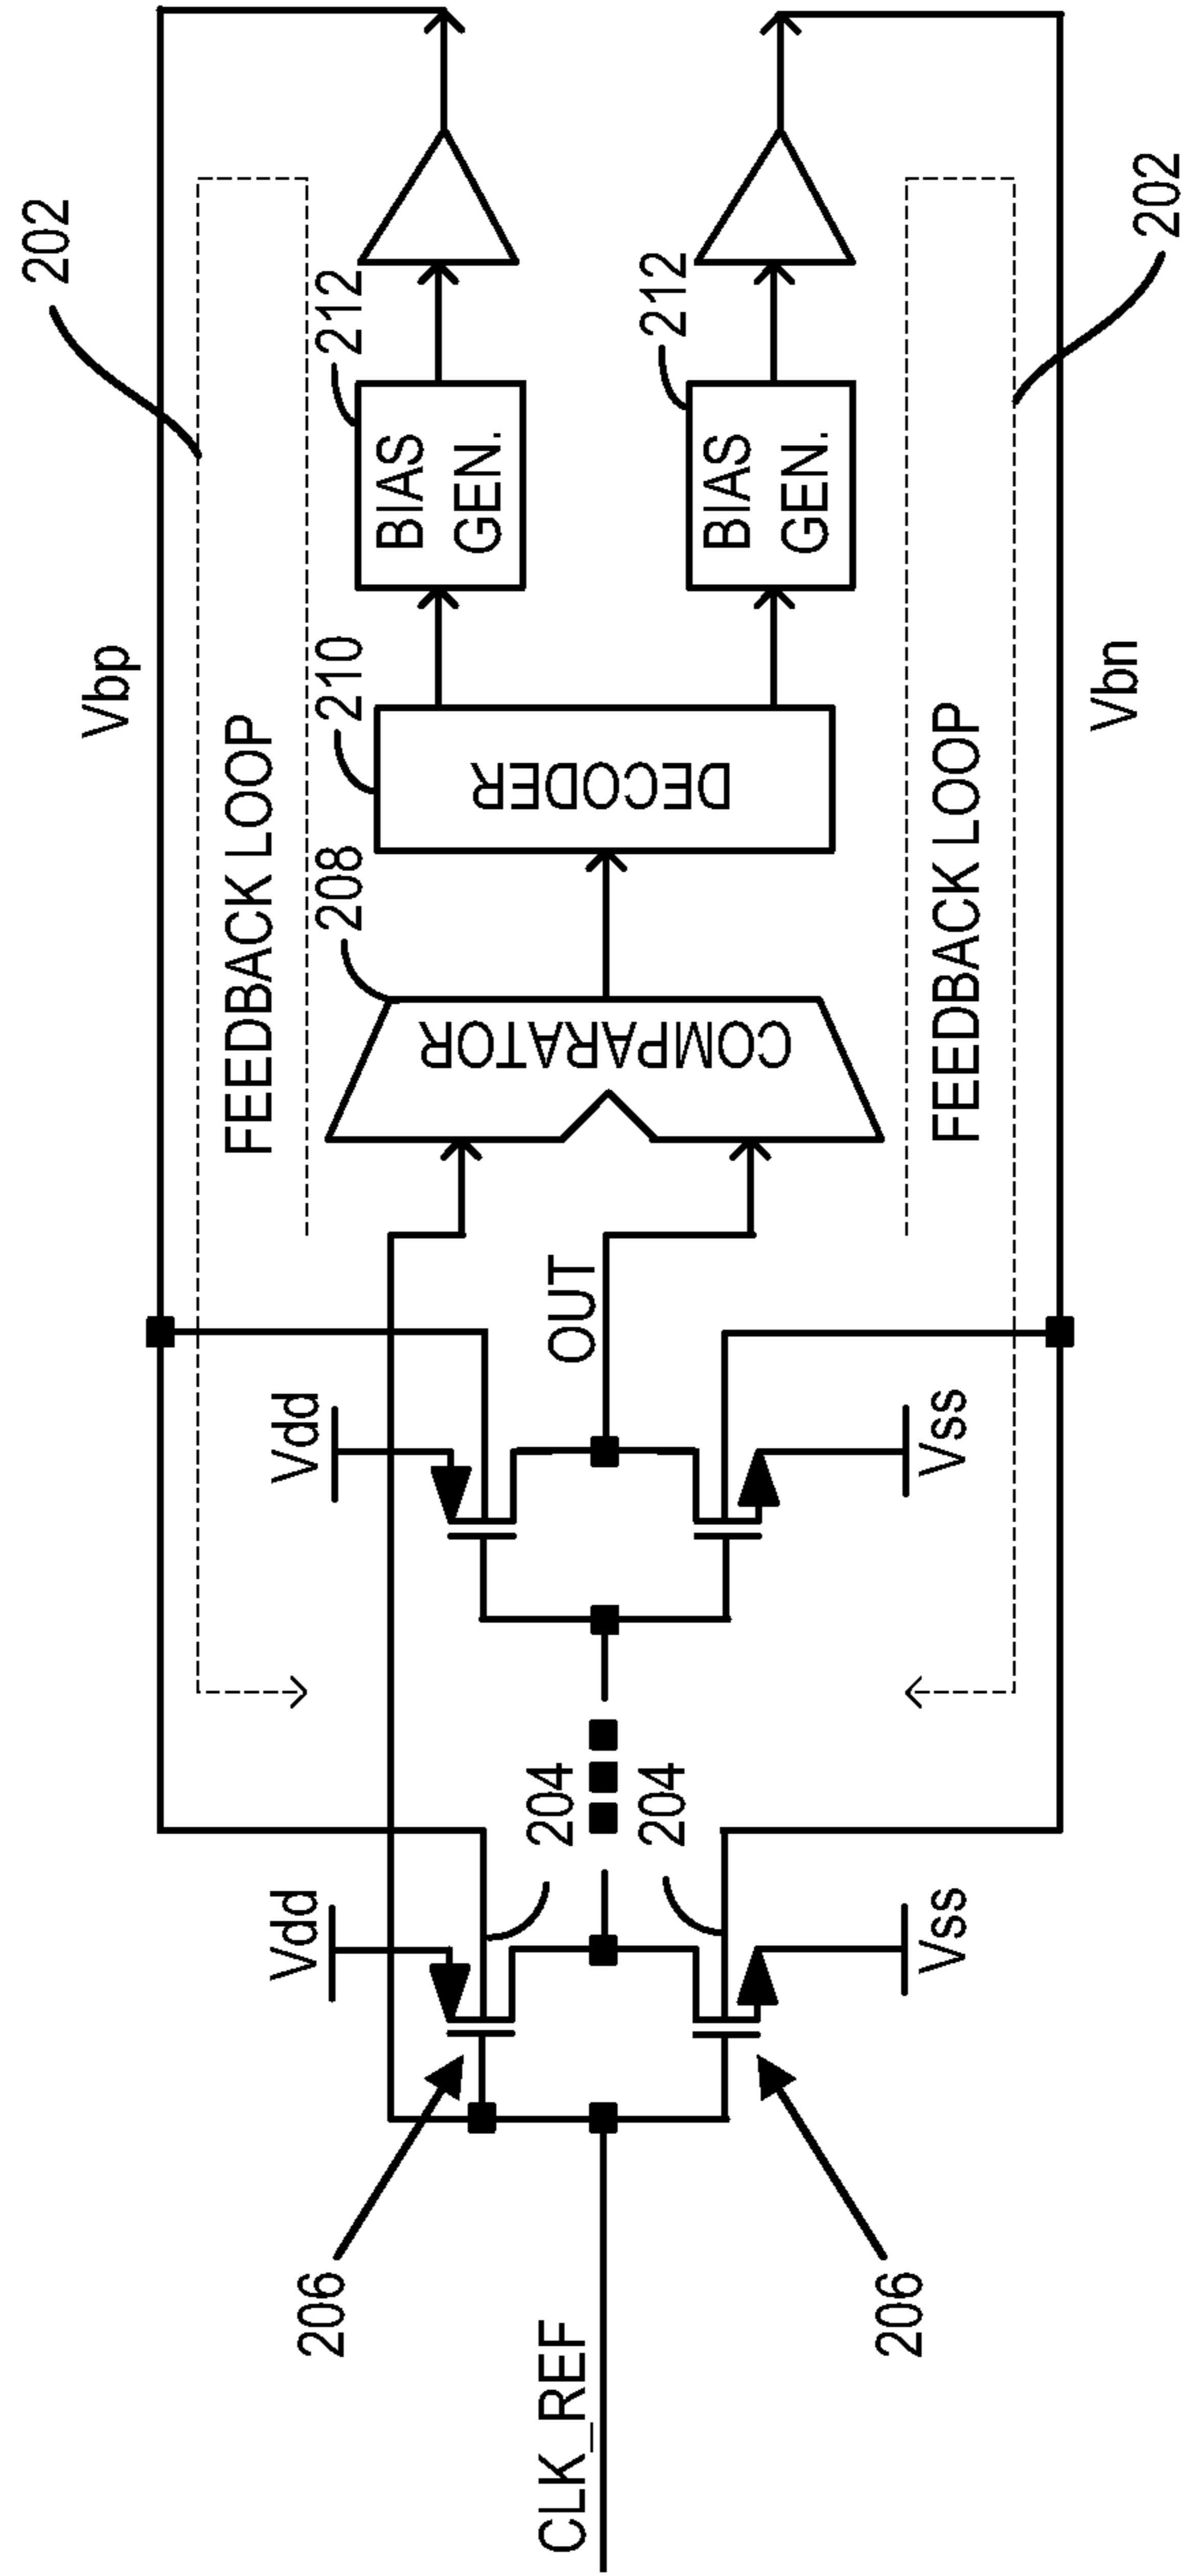 202
202
Vbp
FEEDBACK LOOP
212
BIAS
GEN.
212
BIAS
GEN.
210
DECODER
208
COMPARATOR
FEEDBACK LOOP
Vbn
OUT
Vdd
Vss
204
204
Vdd
Vss
206
206
CLK_REF